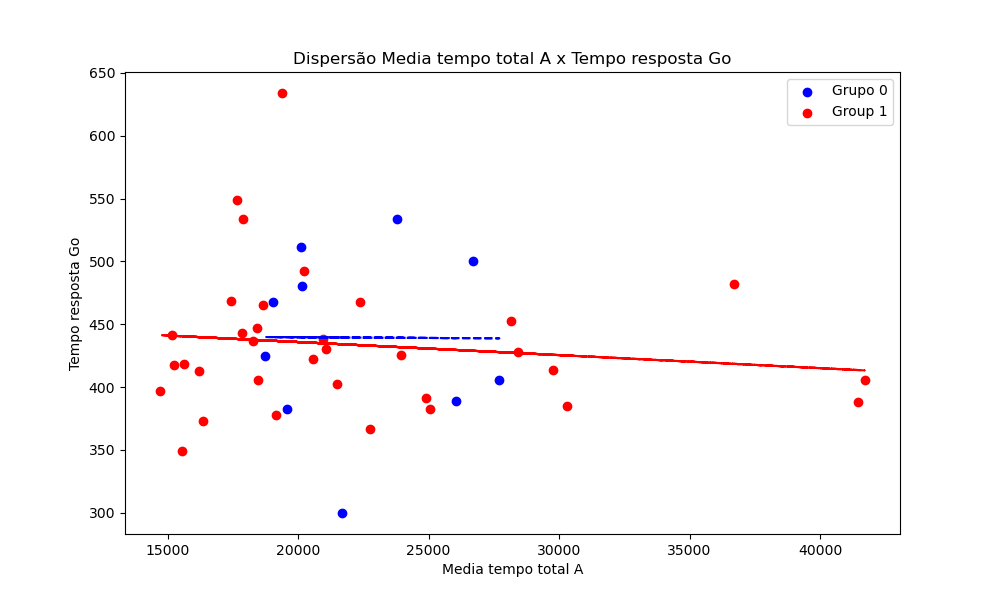 Dispersão Media tempo total A x Tempo resposta Go
Grupo 0
Group 1
650
600
550
500
450
400
350
300
Tempo resposta Go
15000 20000 25000 30000 35000 40000
Media tempo total A